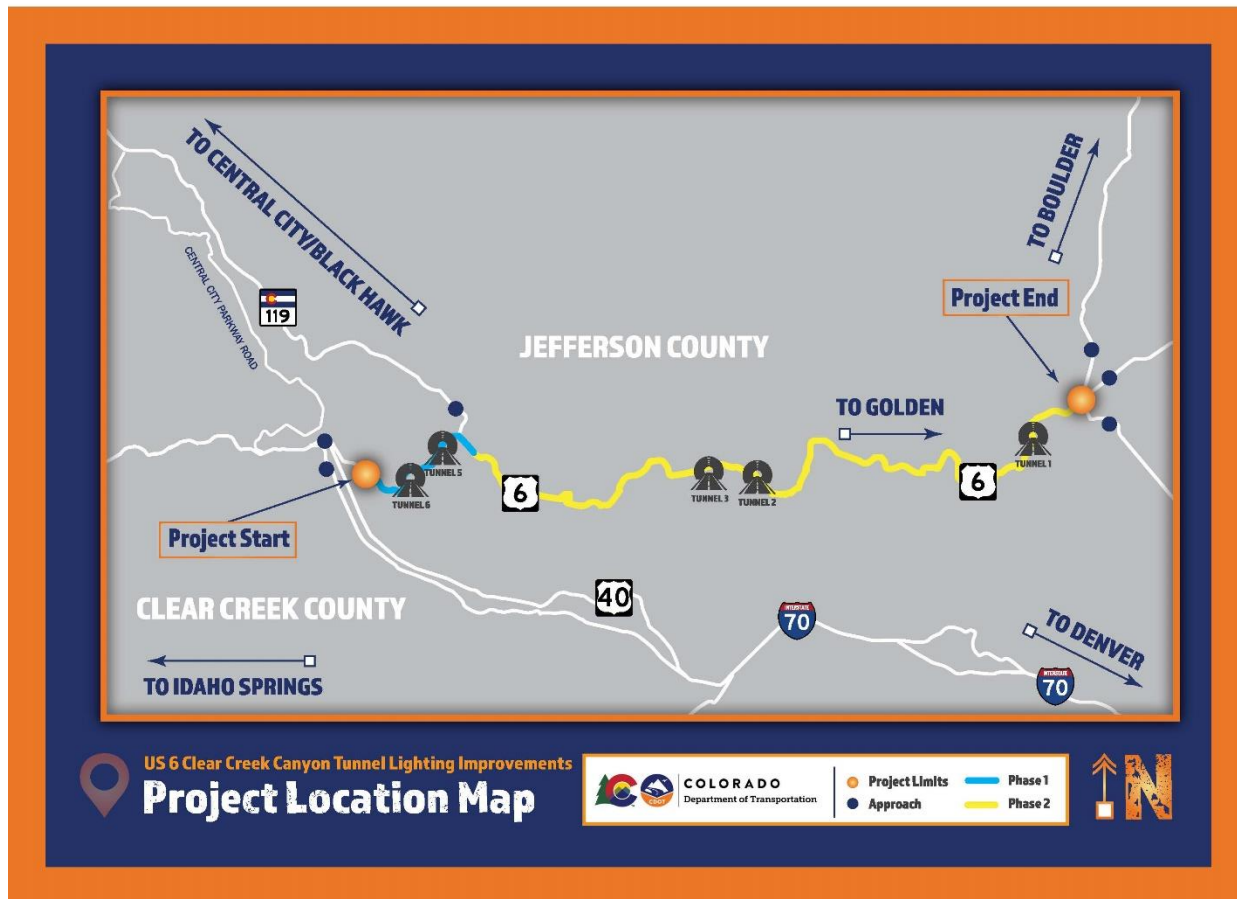 TO CENTRAL CITY/BLACK HAWK
TO BOULDER
CENTRAL CITY PARKWAY ROAD
119
Project End
JEFFERSON COUNTY
TO GOLDEN
TUNNEL 5
TUNNEL 6
6
TUNNEL 3
TUNNEL 2
6
TUNNEL 1
Project Start
CLEAR CREEK COUNTY
40
INTERSTATE
70
TO DENVER
TO IDAHO SPRINGS
INTERSTATE
70
US 6 Clear Creek Canyon Tunnel Lighting Improvements
Project Location Map
CDOT
COLORADO
Department of Transportation
Project Limits
Phase 1
Approach
Phase 2
N